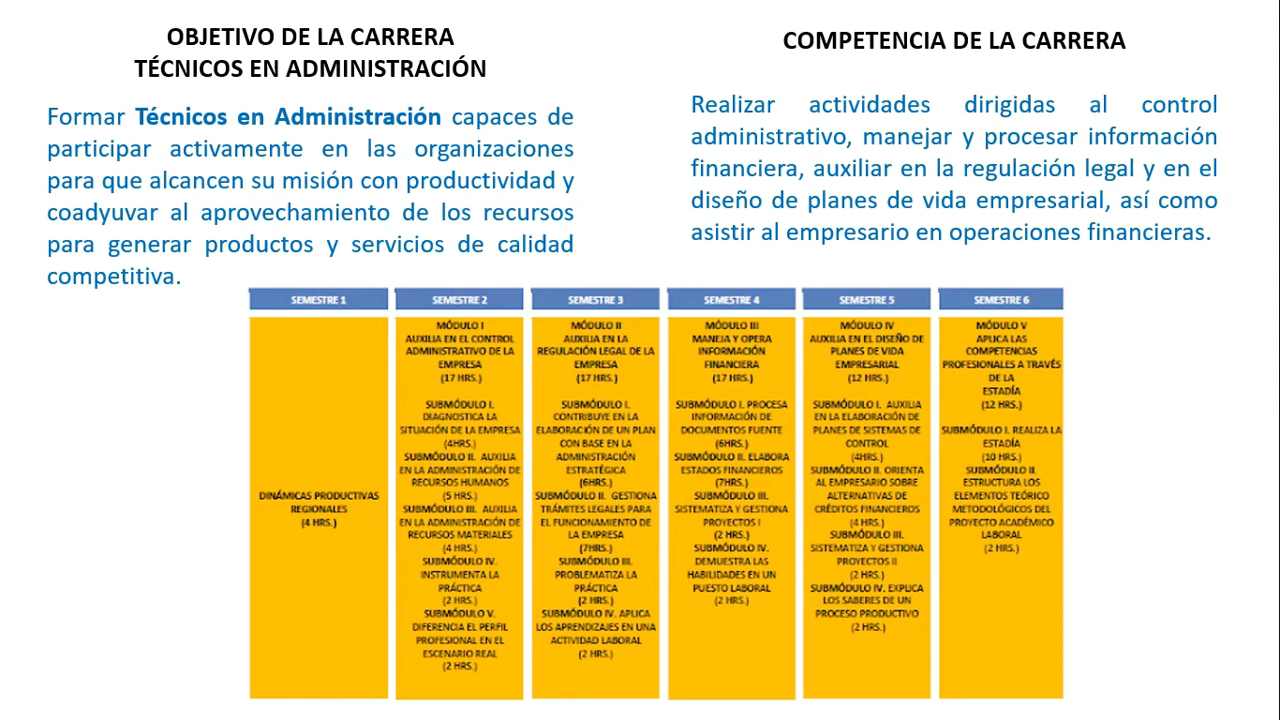 OBJETIVO DE LA CARRERA
TÉCNICOS EN ADMINISTRACIÓN
Formar Técnicos en Administración capaces de
participar activamente en las organizaciones
para que alcancen su misión con productividad y
coadyuvar al aprovechamiento de los recursos
para generar productos y servicios de calidad
competitiva.
COMPETENCIA DE LA CARRERA
Realizar actividades dirigidas al control
administrativo, manejar y procesar información
financiera, auxiliar en la regulación legal y en el
diseño de planes de vida empresarial, así como
asistir al empresario en operaciones financieras.
SEMESTRE 1
DINÁMICAS PRODUCTIVAS
REGIONALES
(4 HRS.)
SEMESTRE 2
MÓDULO I
AUXILIA EN EL CONTROL
ADMINISTRATIVO DE LA
EMPRESA
(17 HRS.)
SUBMÓDULO I.
DIAGNOSTICA LA
SITUACIÓN DE LA EMPRESA
(4HRS.)
SUBMÓDULO II. AUXILIA
EN LA ADMINISTRACIÓN DE
RECURSOS HUMANOS
(5 HRS.)
SUBMÓDULO III. AUXILIA
EN LA ADMINISTRACIÓN DE
RECURSOS MATERIALES
(4 HRS.)
SUBMÓDULO IV.
INSTRUMENTA LA
PRÁCTICA
(2 HRS.)
SUBMÓDULO V.
DIFERENCIA EL PERFIL
PROFESIONAL EN EL
ESCENARIO REAL
(2 HRS.)
SEMESTRE 3
MÓDULO II
AUXILIA EN LA
REGULACIÓN LEGAL DE LA
EMPRESA
(17 HRS.)
SUBMÓDULO I.
CONTRIBUYE EN LA
ELABORACIÓN DE UN PLAN
CON BASE EN LA
ADMINISTRACIÓN
ESTRATÉGICA
(6HRS.)
SUBMÓDULO II. GESTIONA
TRÁMITES LEGALES PARA
EL FUNCIONAMIENTO DE
LA EMPRESA
(7HRS.)
SUBMÓDULO III.
PROBLEMATIZA LA
PRÁCTICA
(2 HRS.)
SUBMÓDULO IV. APLICA
LOS APRENDIZAJES EN UNA
ACTIVIDAD LABORAL
(2 HRS.)
SEMESTRE 4
MÓDULO III
MANEJA Y OPERA
INFORMACIÓN
FINANCIERA
(17 HRS.)
SUBMÓDULO I. PROCESA
INFORMACIÓN DE
DOCUMENTOS FUENTE
(6HRS.)
SUBMÓDULO II. ELABORA
ESTADOS FINANCIEROS
(7HRS.)
SUBMÓDULO III.
SISTEMATIZA Y GESTIONA
PROYECTOS I
(2 HRS.)
SUBMÓDULO IV.
DEMUESTRA LAS
HABILIDADES EN UN
PUESTO LABORAL
(2 HRS.)
SEMESTRE 5
MÓDULO IV
AUXILIA EN EL DISEÑO DE
PLANES DE VIDA
EMPRESARIAL
(12 HRS.)
SUBMÓDULO I. AUXILIA
EN LA ELABORACIÓN DE
PLANES DE SISTEMAS DE
CONTROL
(4HRS.)
SUBMÓDULO II. ORIENTA
AL EMPRESARIO SOBRE
ALTERNATIVAS DE
CRÉDITOS FINANCIEROS
(4 HRS.)
SUBMÓDULO III.
SISTEMATIZA Y GESTIONA
PROYECTOS II
(2 HRS.)
SUBMÓDULO IV. EXPLICA
LOS SABERES DE UN
PROCESO PRODUCTIVO
(2 HRS.)
SEMESTRE 6
MÓDULO V
APLICA LAS
COMPETENCIAS
PROFESIONALES A TRAVÉS
DE LA
ESTADÍA
(12 HRS.)
SUBMÓDULO I. REALIZA LA
ESTADÍA
(10 HRS.)
SUBMÓDULO II.
ESTRUCTURA LOS
ELEMENTOS TEÓRICO
METODOLÓGICOS DEL
PROYECTO ACADÉMICO
LABORAL
(2 HRS.)